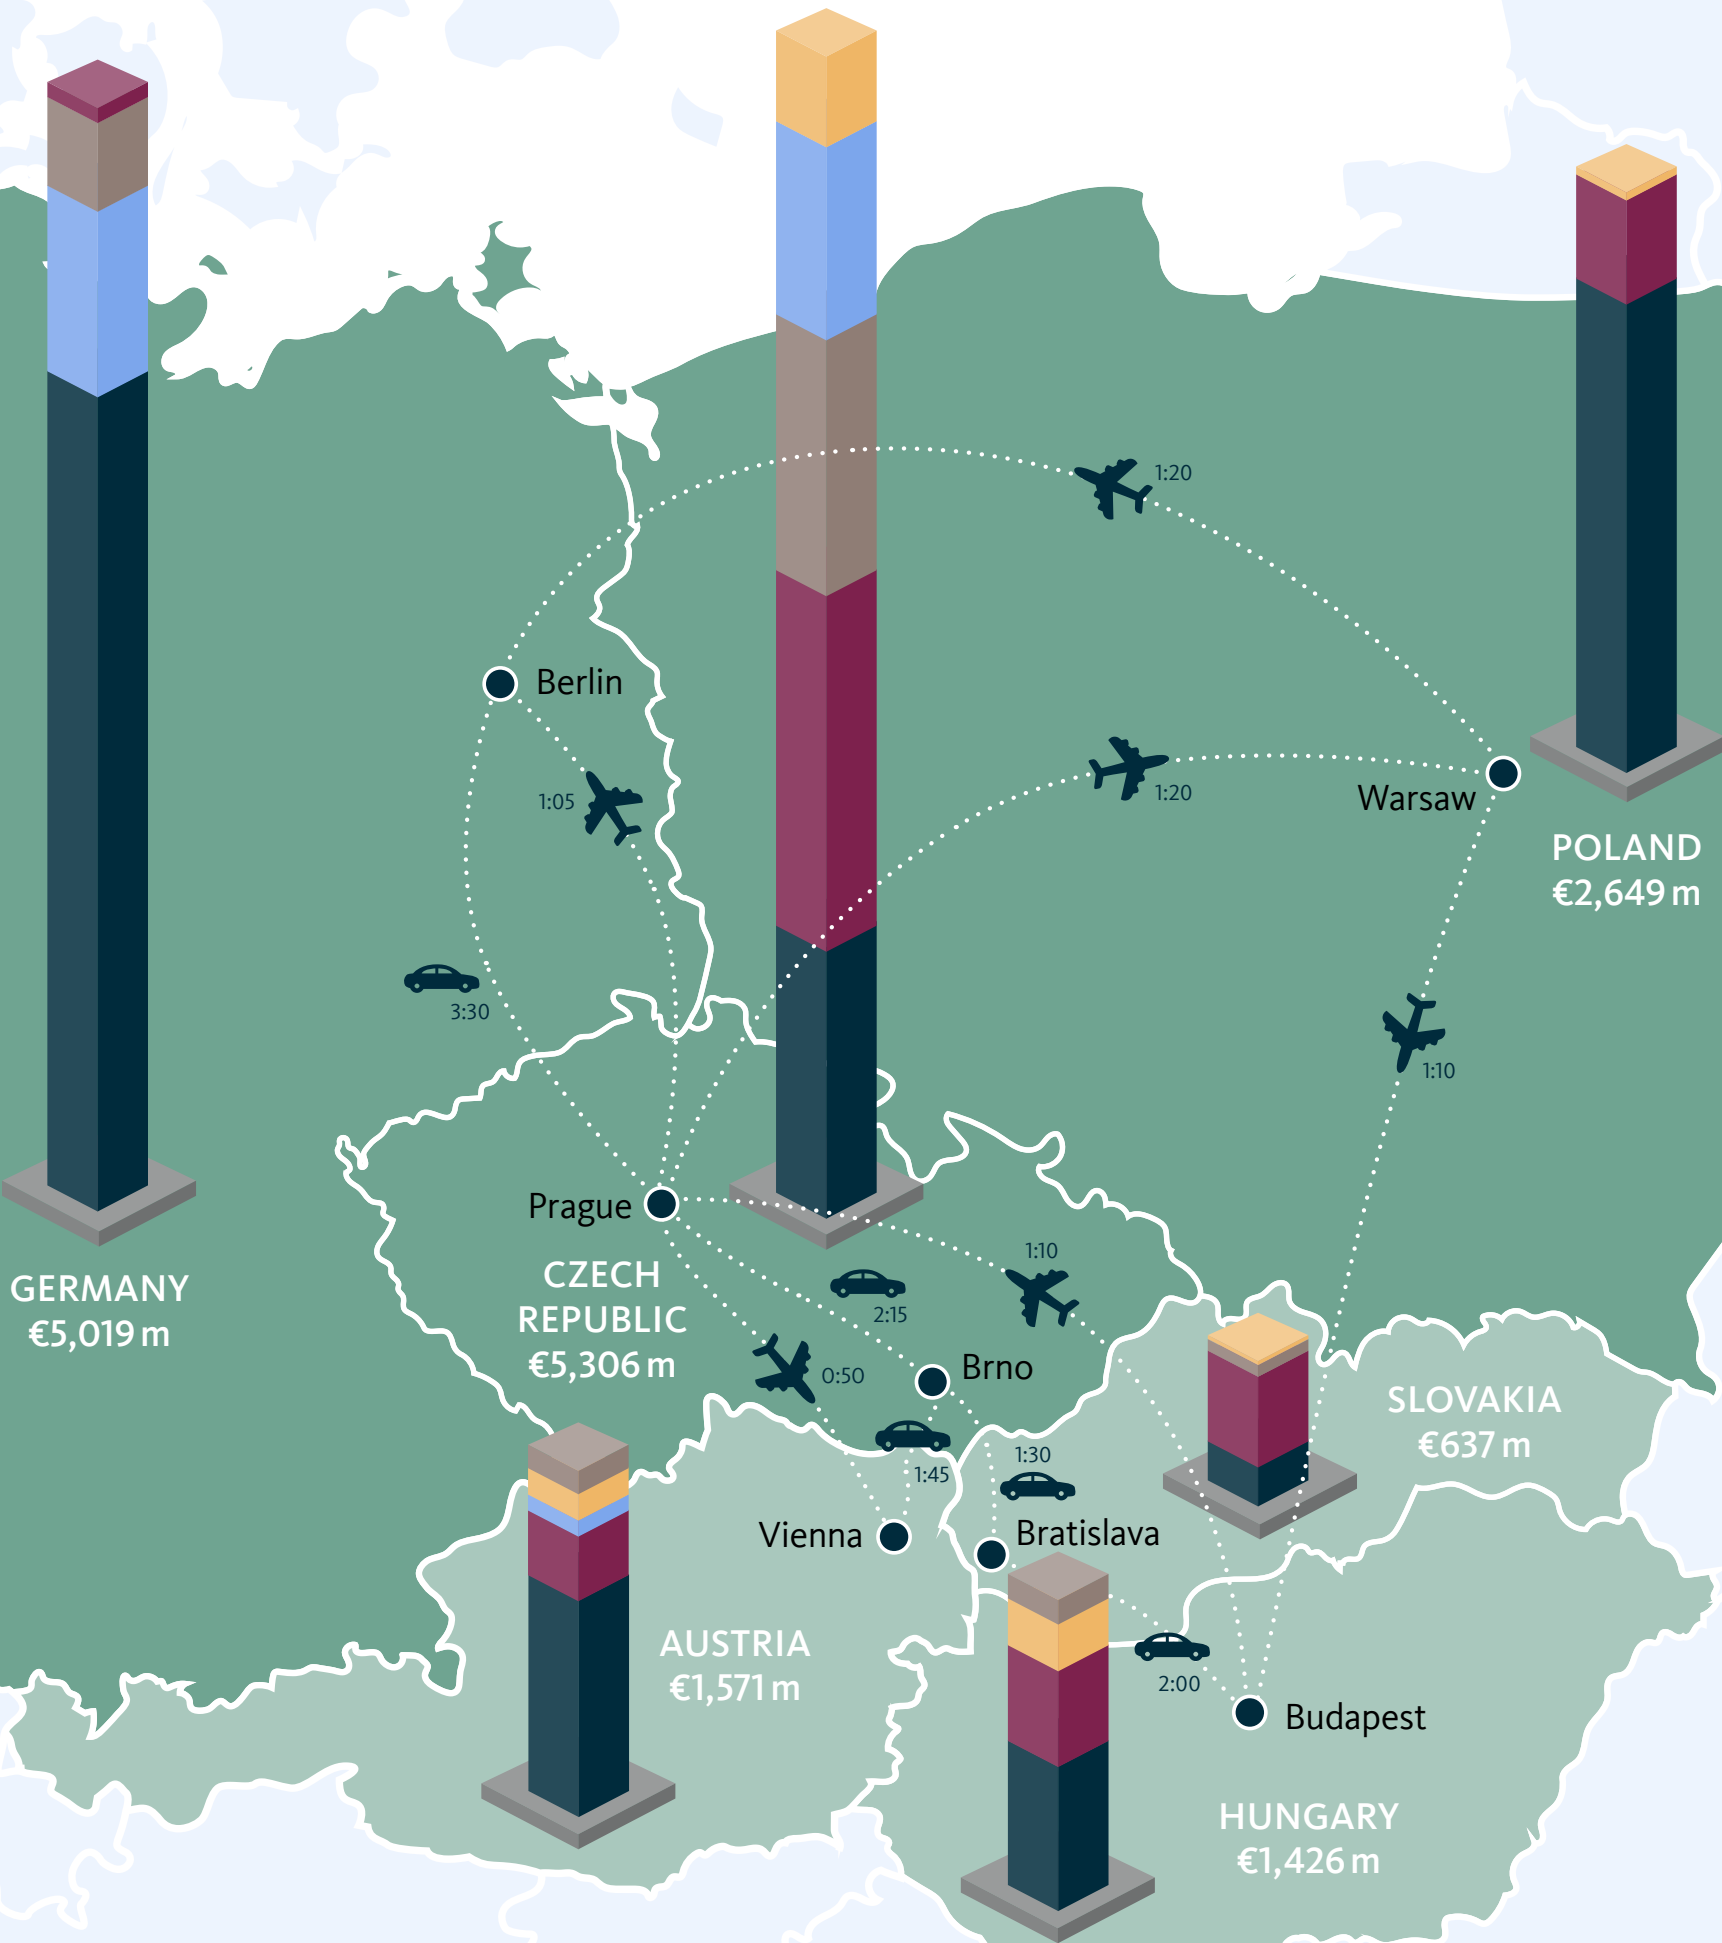 1:20
Berlin
1:05
1:20
Warsaw
POLAND
€2,649 m
3:30
1:10
Prague
GERMANY
€5,019 m
CZECH
REPUBLIC
€5,306 m
1:10
2:15
0:50
Brno
SLOVAKIA
€637 m
1:45
1:30
Vienna
Bratislava
AUSTRIA
€1,571 m
2:00
Budapest
HUNGARY
€1,426 m